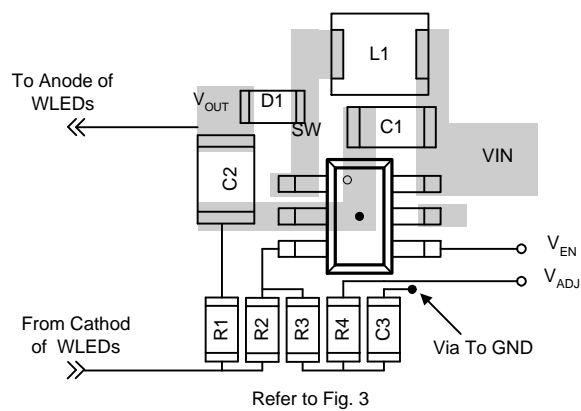 L1
To Anode of
WLEDs
VOUT
D1
SW
C1
VIN
C2
VEN
VADJ
R1
R2
R3
R4
C3
From Cathod
of WLEDs
Via To GND
Refer to Fig. 3